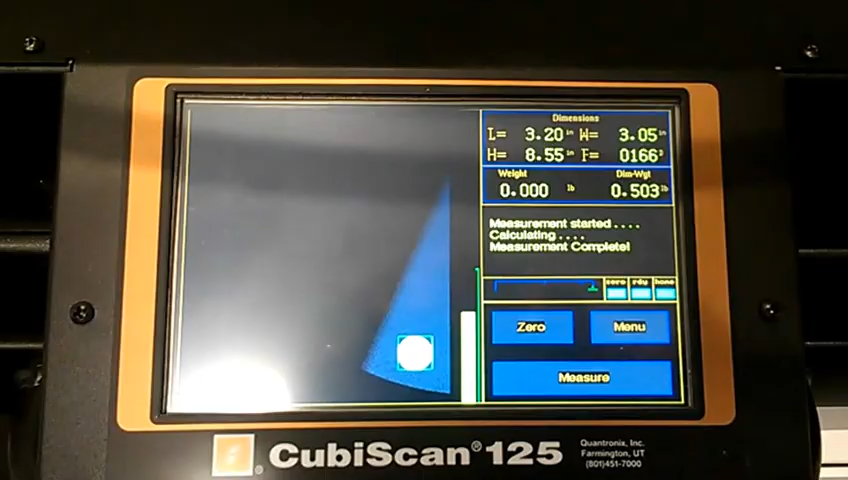 Dimensions
L= 3.20 in W= 3.05 in
H= 8.55 in F= 0166
Weight Dim-Wgt
0.000 lb 0.503 lb
Measurement started . . . .
Calculating . . . .
Measurement Complete!
zero rdy home
Zero Menu
Measure
CubiScan® 125
Quantronix, Inc.
Farmington, UT
(801)451-7000